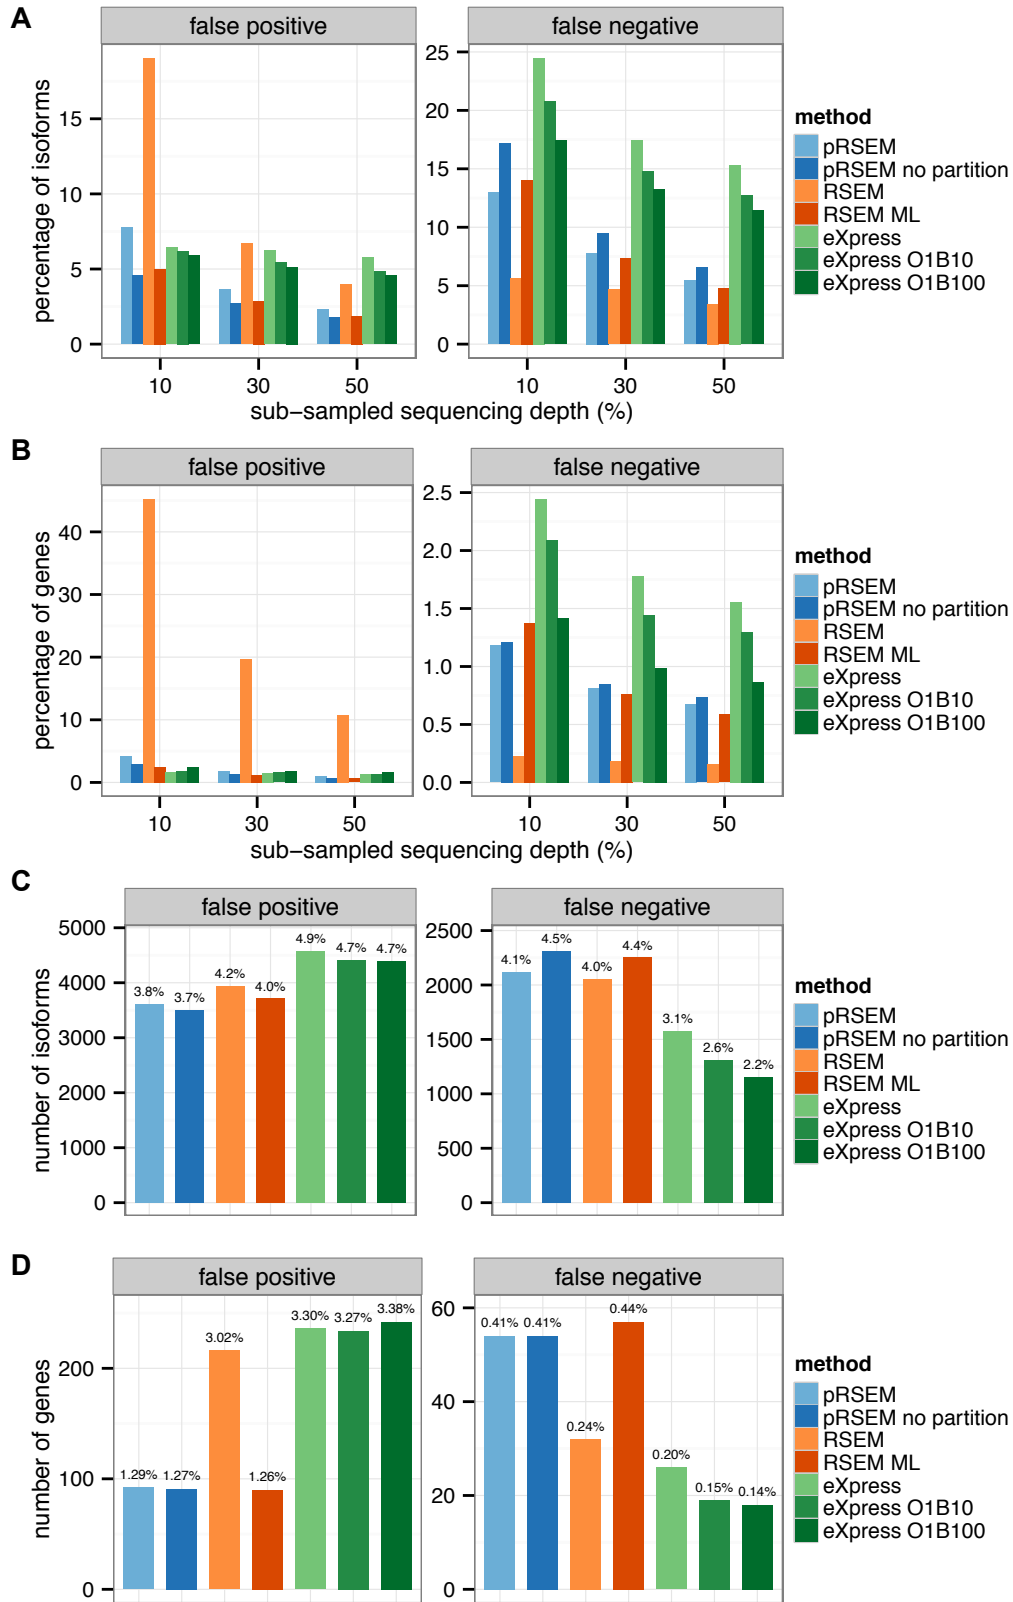 A
false positive
false negative
percentage of isoforms
15
10
5
0
25
20
15
10
5
0
10 30 50
10 30 50
sub−sampled sequencing depth (%)
method
pRSEM
pRSEM no partition
RSEM
RSEM ML
eXpress
eXpress O1B10
eXpress O1B100
B
false positive
false negative
percentage of genes
40
30
20
10
0
2.5
2.0
1.5
1.0
0.5
0.0
10 30 50
10 30 50
sub−sampled sequencing depth (%)
method
pRSEM
pRSEM no partition
RSEM
RSEM ML
eXpress
eXpress O1B10
eXpress O1B100
C
false positive
false negative
number of isoforms
5000
4000
3000
2000
1000
0
3.8% 3.7% 4.2% 4.0% 4.9% 4.7% 4.7%
2500
2000
1500
1000
500
0
4.1% 4.5% 4.0% 4.4% 3.1% 2.6% 2.2%
method
pRSEM
pRSEM no partition
RSEM
RSEM ML
eXpress
eXpress O1B10
eXpress O1B100
D
false positive
false negative
number of genes
200
100
0
1.29% 1.27% 3.02% 1.26% 3.30% 3.27% 3.38%
60
40
20
0
0.41% 0.41% 0.24% 0.44% 0.20% 0.15% 0.14%
method
pRSEM
pRSEM no partition
RSEM
RSEM ML
eXpress
eXpress O1B10
eXpress O1B100